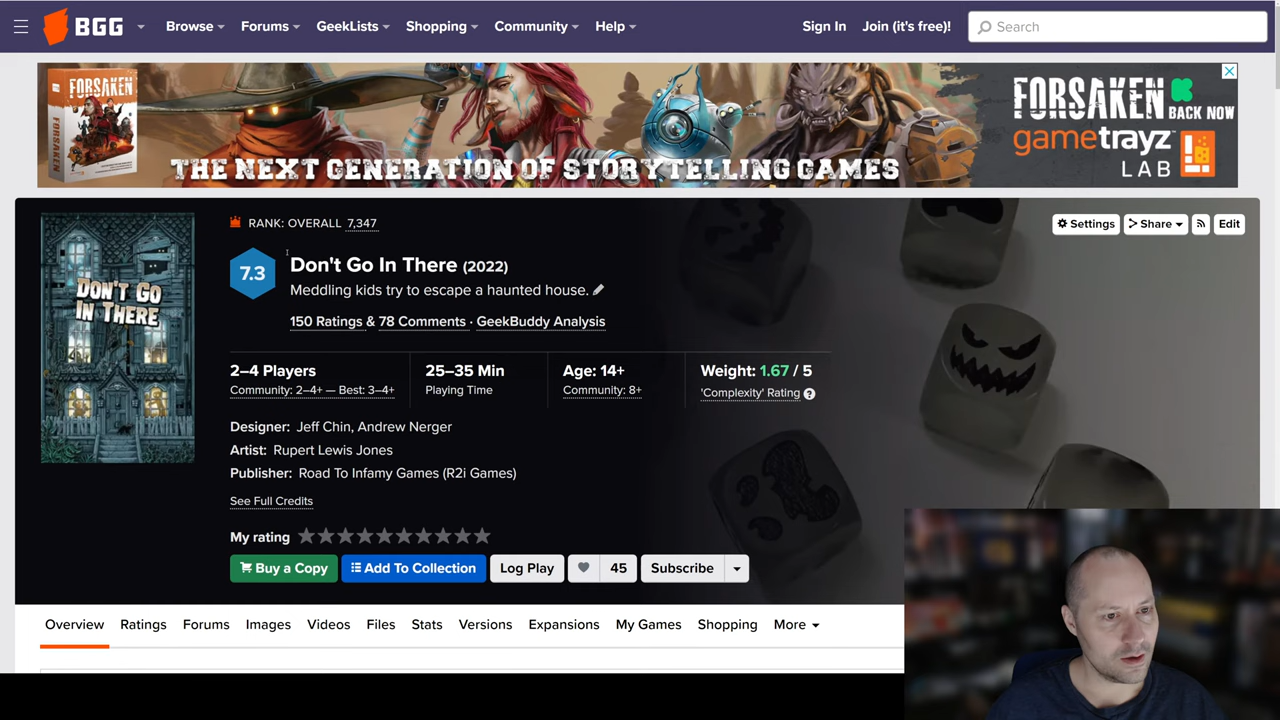 BGG
Browse
Forums
GeekLists
Shopping
Community
Help
Sign In
Join (it's free)!
Search
FORSAKEN
THE NEXT GENERATION OF STORYTELLING GAMES
FORSAKEN
BACK NOW
gametrayz™
LAB
DON'T GO
IN THERE
RANK: OVERALL 7,347
Settings
Share
Edit
7.3
Don't Go In There (2022)
Meddling kids try to escape a haunted house.
150 Ratings & 78 Comments · GeekBuddy Analysis
2–4 Players
Community: 2–4+ — Best: 3–4+
25–35 Min
Playing Time
Age: 14+
Community: 8+
Weight: 1.67 / 5
'Complexity' Rating ?
Designer: Jeff Chin, Andrew Nerger
Artist: Rupert Lewis Jones
Publisher: Road To Infamy Games (R2i Games)
See Full Credits
My rating
Buy a Copy
Add To Collection
Log Play
45
Subscribe
Overview
Ratings
Forums
Images
Videos
Files
Stats
Versions
Expansions
My Games
Shopping
More